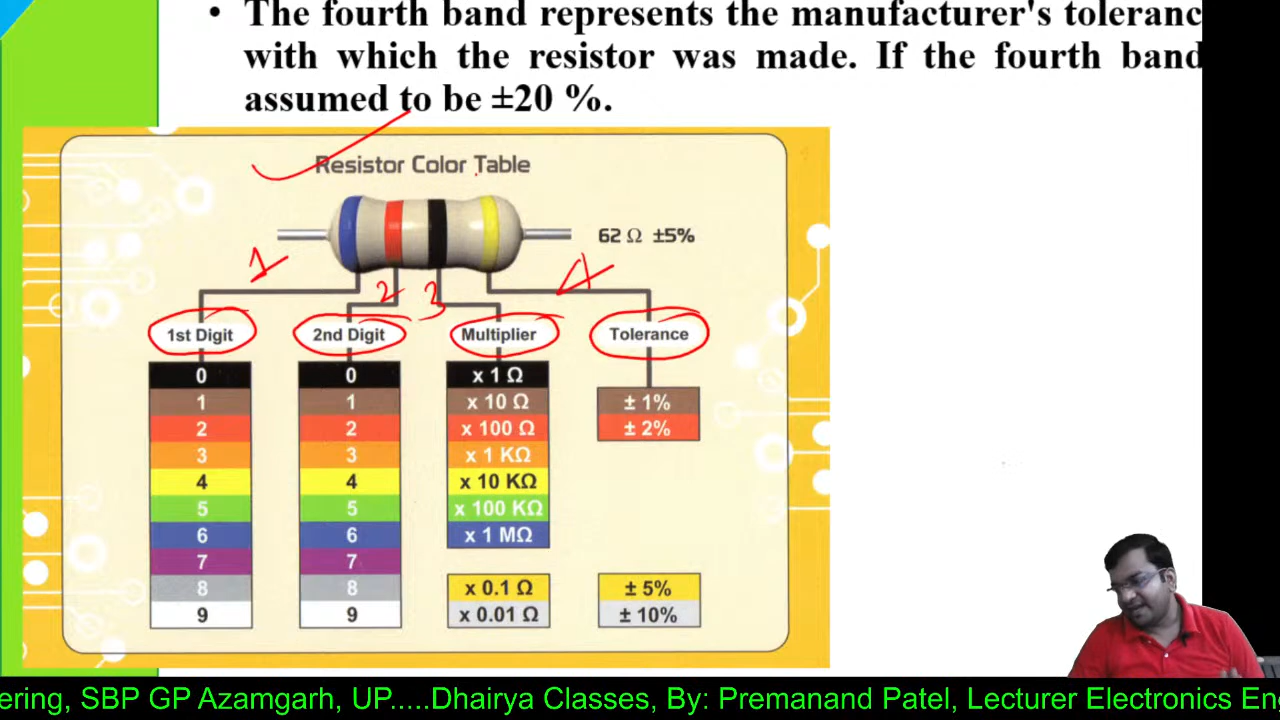 • The fourth band represents the manufacturer's toleranc
with which the resistor was made. If the fourth band
assumed to be ±20 %.
Resistor Color Table
62 Ω ±5%
1 2 3 4
1st Digit 2nd Digit Multiplier Tolerance
0 0 x 1 Ω
1 1 x 10 Ω ± 1%
2 2 x 100 Ω ± 2%
3 3 x 1 KΩ
4 4 x 10 KΩ
5 5 x 100 KΩ
6 6 x 1 MΩ
7 7
8 8 x 0.1 Ω ± 5%
9 9 x 0.01 Ω ± 10%
ering, SBP GP Azamgarh, UP.....Dhairya Classes, By: Premanand Patel, Lecturer Electronics En